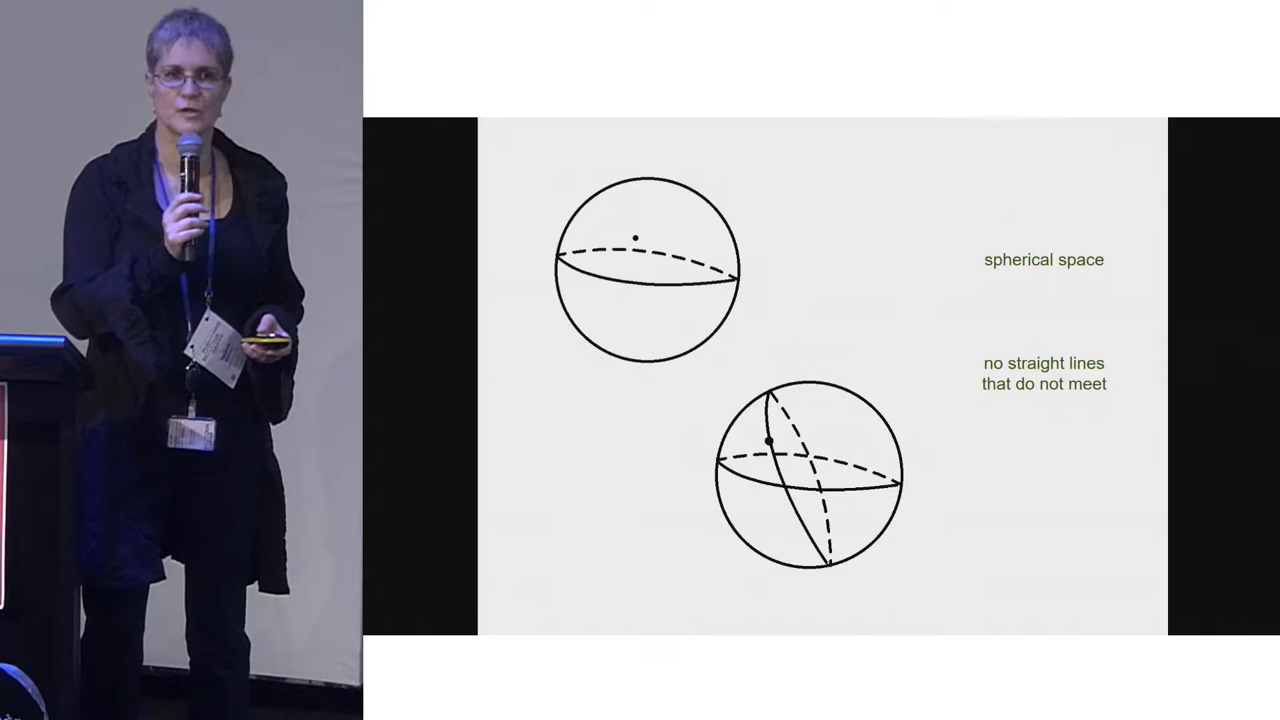 spherical space
no straight lines
that do not meet